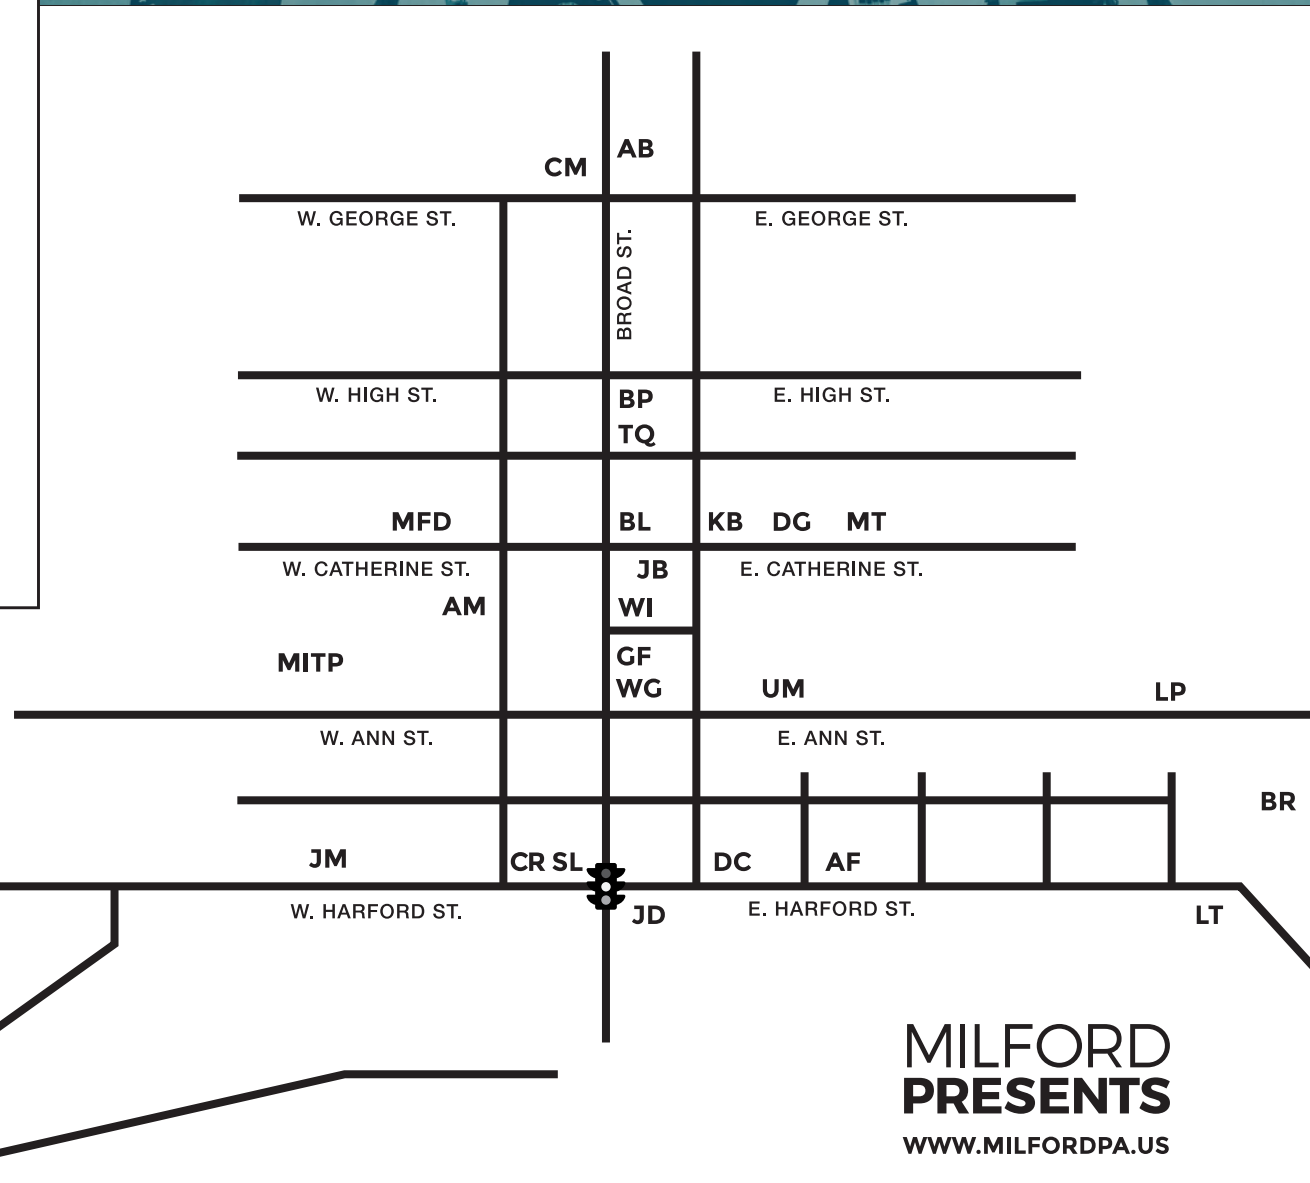 AB
CM
W. GEORGE ST.
E. GEORGE ST.
BROAD ST.
W. HIGH ST.
BP
E. HIGH ST.
TQ
MFD
BL
KB
DG
MT
W. CATHERINE ST.
JB
E. CATHERINE ST.
AM
WI
MITP
GF
WG
UM
LP
W. ANN ST.
E. ANN ST.
BR
JM
CR SL
DC
AF
W. HARFORD ST.
JD
E. HARFORD ST.
LT
MILFORD
PRESENTS
WWW.MILFORDPA.US